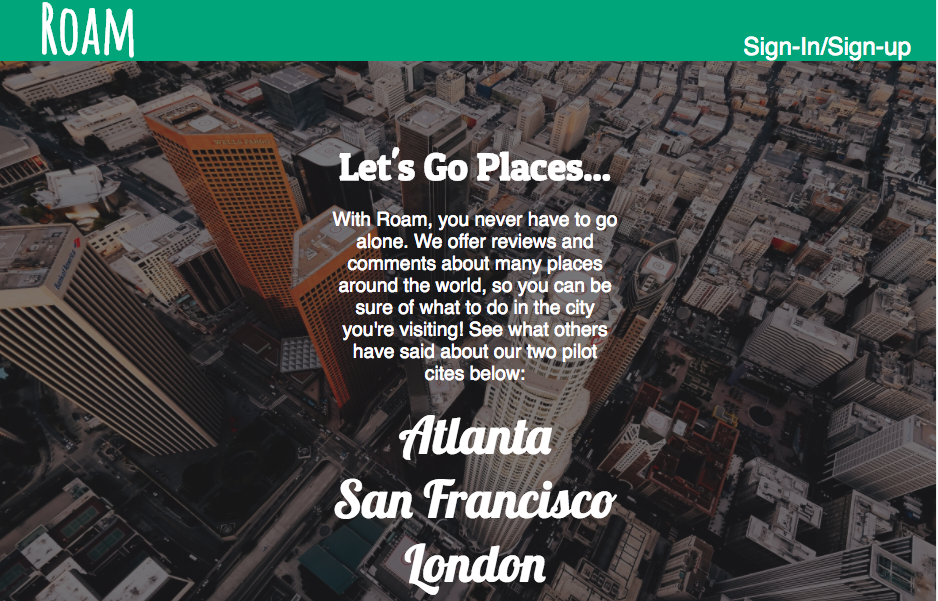 Roam
Sign-In/Sign-up
WELLS FARGO
Let's Go Places...
With Roam, you never have to go
alone. We offer reviews and
comments about many places
around the world, so you can be
sure of what to do in the city
you're visiting! See what others
have said about our two pilot
cites below:
Atlanta
San Francisco
London